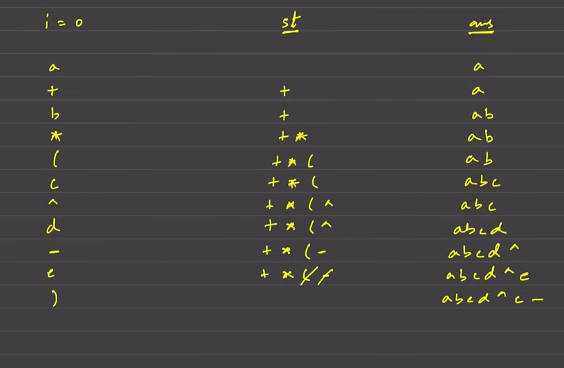 i = 0 st ans
a a
+ + a
b + ab
* + * ab
( + * ( ab
c + * ( abc
^ + * ( ^ abc
d + * ( ^ abcd
- + * ( - abcd^
e + * ( - abcd^e
) abcd^e-